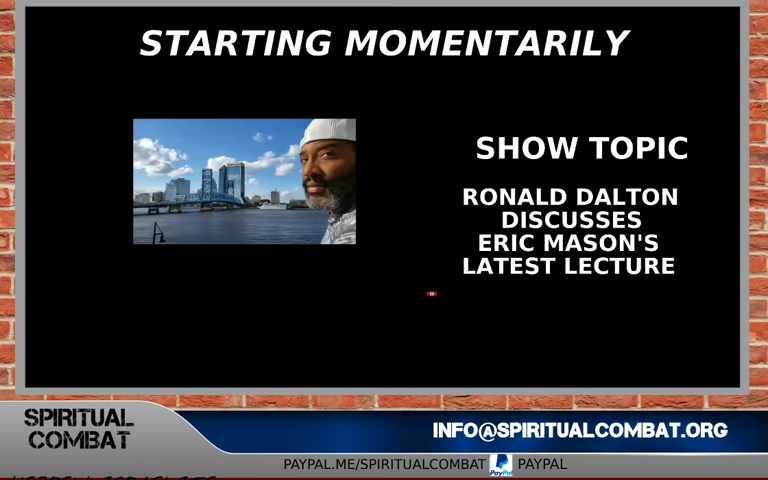 STARTING MOMENTARILY
SHOW TOPIC
RONALD DALTON
DISCUSSES
ERIC MASON'S
LATEST LECTURE
SPIRITUAL
COMBAT
INFO@SPIRITUALCOMBAT.ORG
PAYPAL.ME/SPIRITUALCOMBAT PayPal PAYPAL